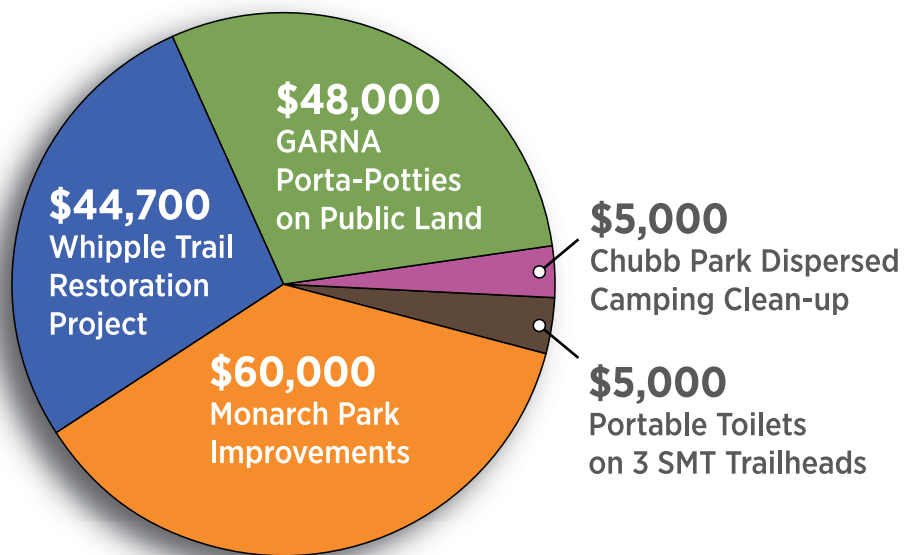 $48,000
GARNA
Porta-Potties
on Public Land
$44,700
Whipple Trail
Restoration
Project
$5,000
Chubb Park Dispersed
Camping Clean-up
$60,000
Monarch Park
Improvements
$5,000
Portable Toilets
on 3 SMT Trailheads